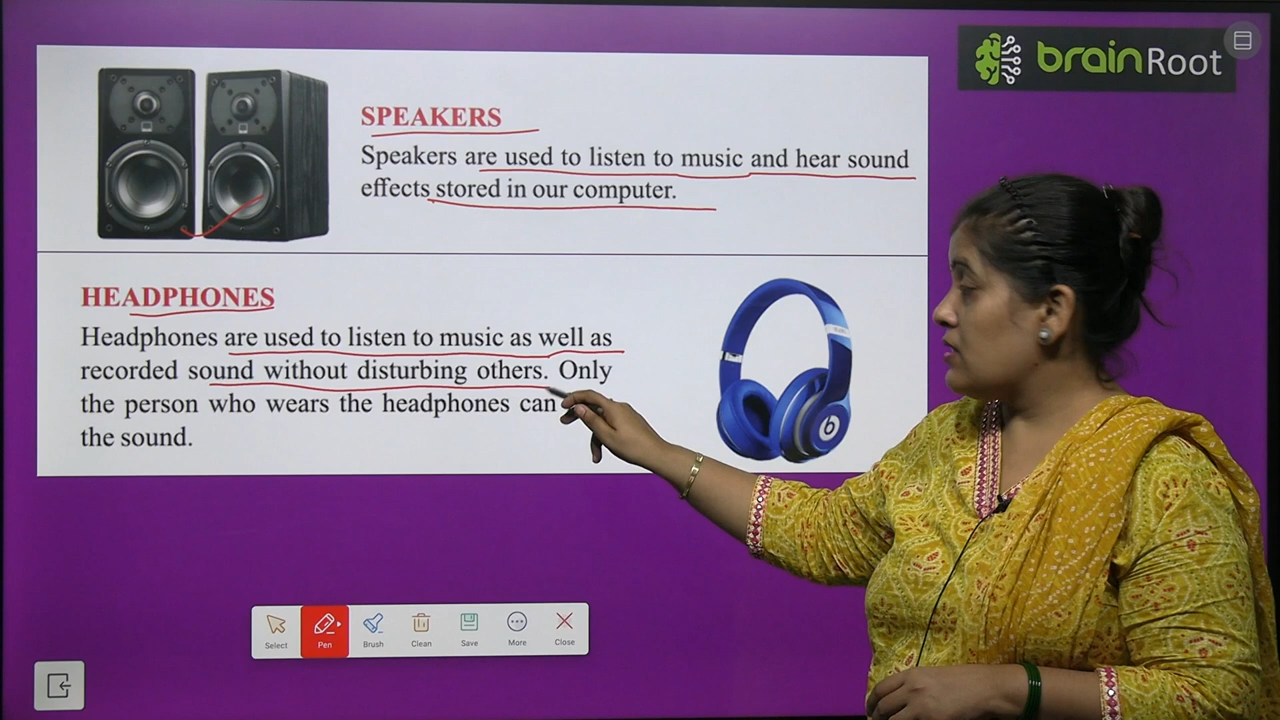 brainRoot
SPEAKERS
Speakers are used to listen to music and hear sound
effects stored in our computer.
HEADPHONES
Headphones are used to listen to music as well as
recorded sound without disturbing others. Only
the person who wears the headphones can
the sound.
b
Select
Pen
Brush
Clean
Save
More
Close